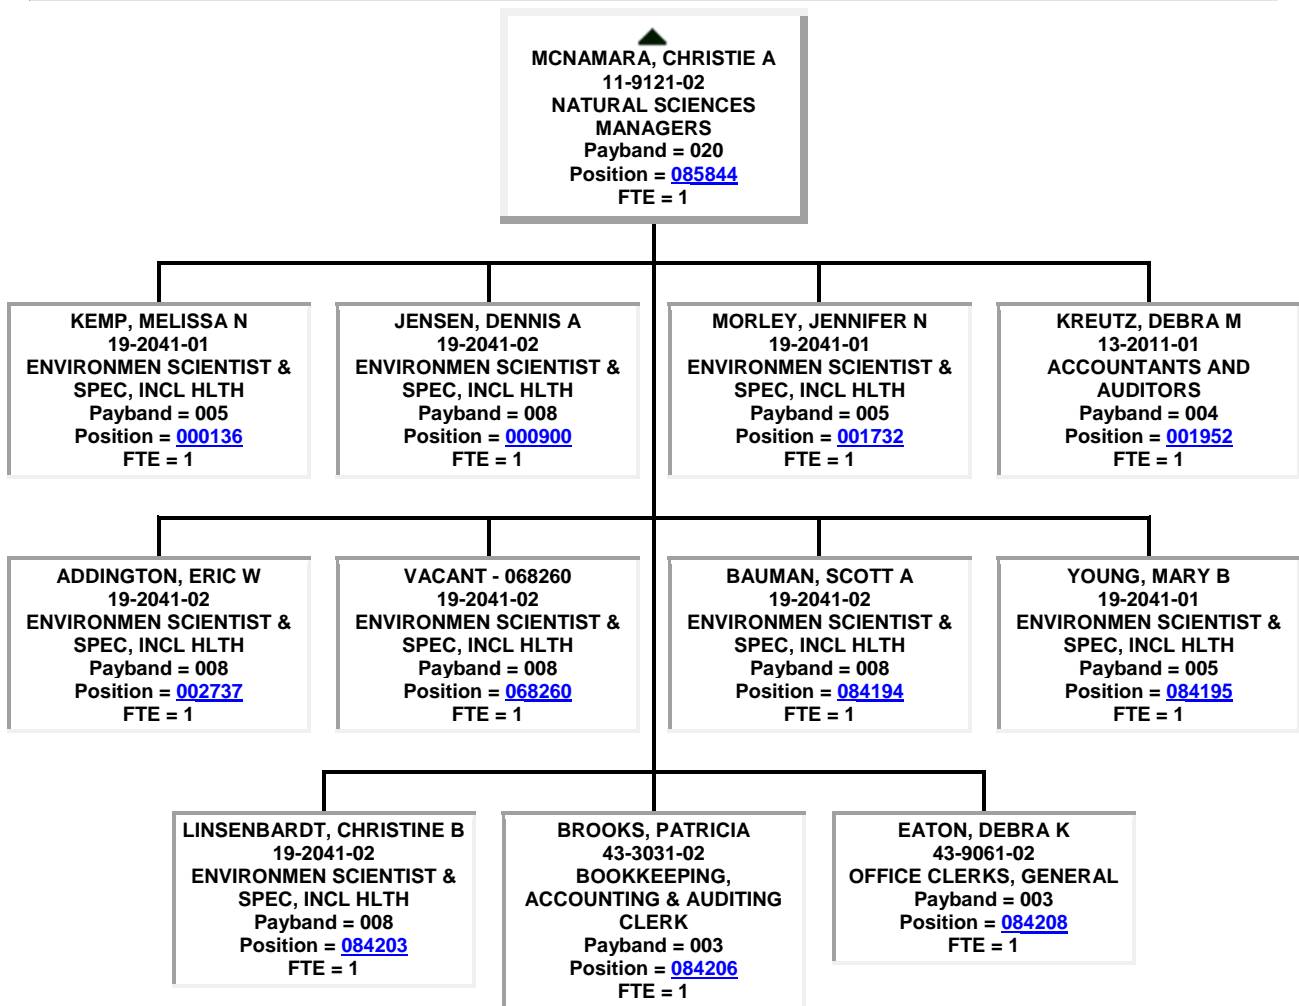 MCNAMARA, CHRISTIE A
11-9121-02
NATURAL SCIENCES
MANAGERS
Payband = 020
Position = 085844
FTE = 1
KEMP, MELISSA N
19-2041-01
ENVIRONMEN SCIENTIST &
SPEC, INCL HLTH
Payband = 005
Position = 000136
FTE = 1
JENSEN, DENNIS A
19-2041-02
ENVIRONMEN SCIENTIST &
SPEC, INCL HLTH
Payband = 008
Position = 000900
FTE = 1
MORLEY, JENNIFER N
19-2041-01
ENVIRONMEN SCIENTIST &
SPEC, INCL HLTH
Payband = 005
Position = 001732
FTE = 1
KREUTZ, DEBRA M
13-2011-01
ACCOUNTANTS AND
AUDITORS
Payband = 004
Position = 001952
FTE = 1
ADDINGTON, ERIC W
19-2041-02
ENVIRONMEN SCIENTIST &
SPEC, INCL HLTH
Payband = 008
Position = 002737
FTE = 1
VACANT - 068260
19-2041-02
ENVIRONMEN SCIENTIST &
SPEC, INCL HLTH
Payband = 008
Position = 068260
FTE = 1
BAUMAN, SCOTT A
19-2041-02
ENVIRONMEN SCIENTIST &
SPEC, INCL HLTH
Payband = 008
Position = 084194
FTE = 1
YOUNG, MARY B
19-2041-01
ENVIRONMEN SCIENTIST &
SPEC, INCL HLTH
Payband = 005
Position = 084195
FTE = 1
LINSENBARDT, CHRISTINE B
19-2041-02
ENVIRONMEN SCIENTIST &
SPEC, INCL HLTH
Payband = 008
Position = 084203
FTE = 1
BROOKS, PATRICIA
43-3031-02
BOOKKEEPING,
ACCOUNTING & AUDITING
CLERK
Payband = 003
Position = 084206
FTE = 1
EATON, DEBRA K
43-9061-02
OFFICE CLERKS, GENERAL
Payband = 003
Position = 084208
FTE = 1